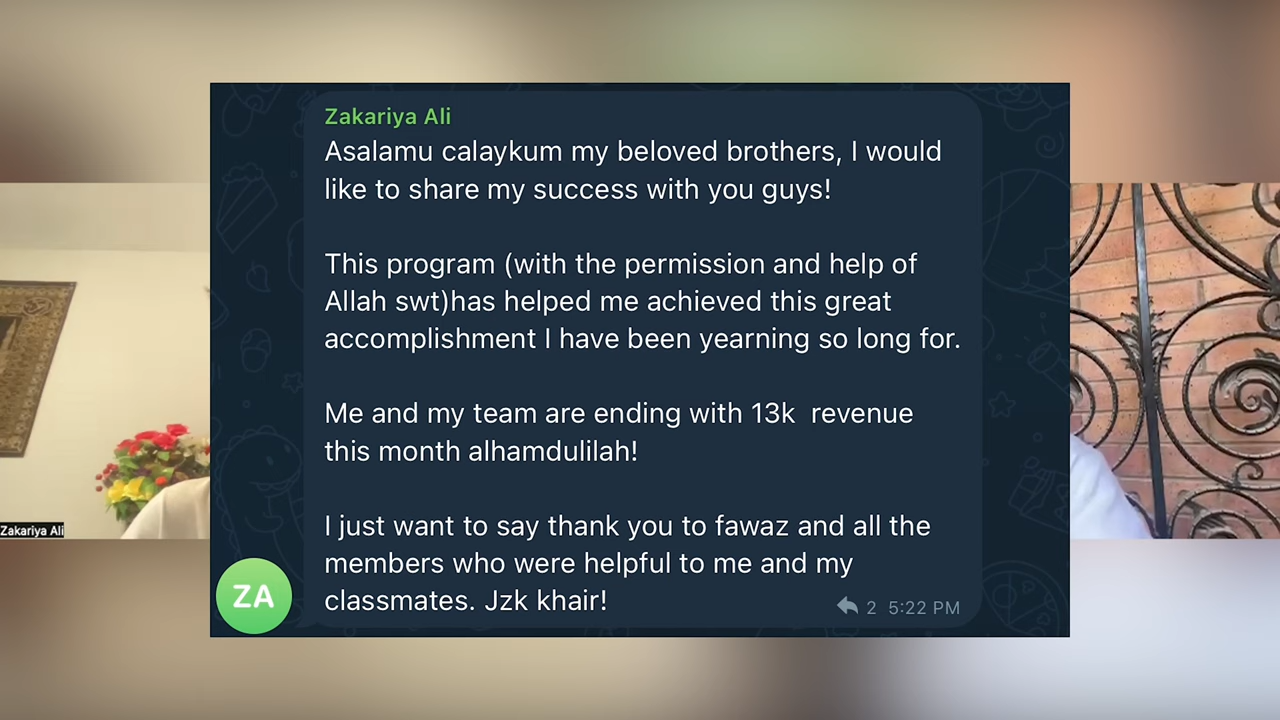 Zakariya Ali
Asalamu calaykum my beloved brothers, I would
like to share my success with you guys!
This program (with the permission and help of
Allah swt)has helped me achieved this great
accomplishment I have been yearning so long for.
Me and my team are ending with 13k  revenue
this month alhamdulilah!
I just want to say thank you to fawaz and all the
members who were helpful to me and my
classmates. Jzk khair!
2 5:22 PM
ZA
Zakariya Ali